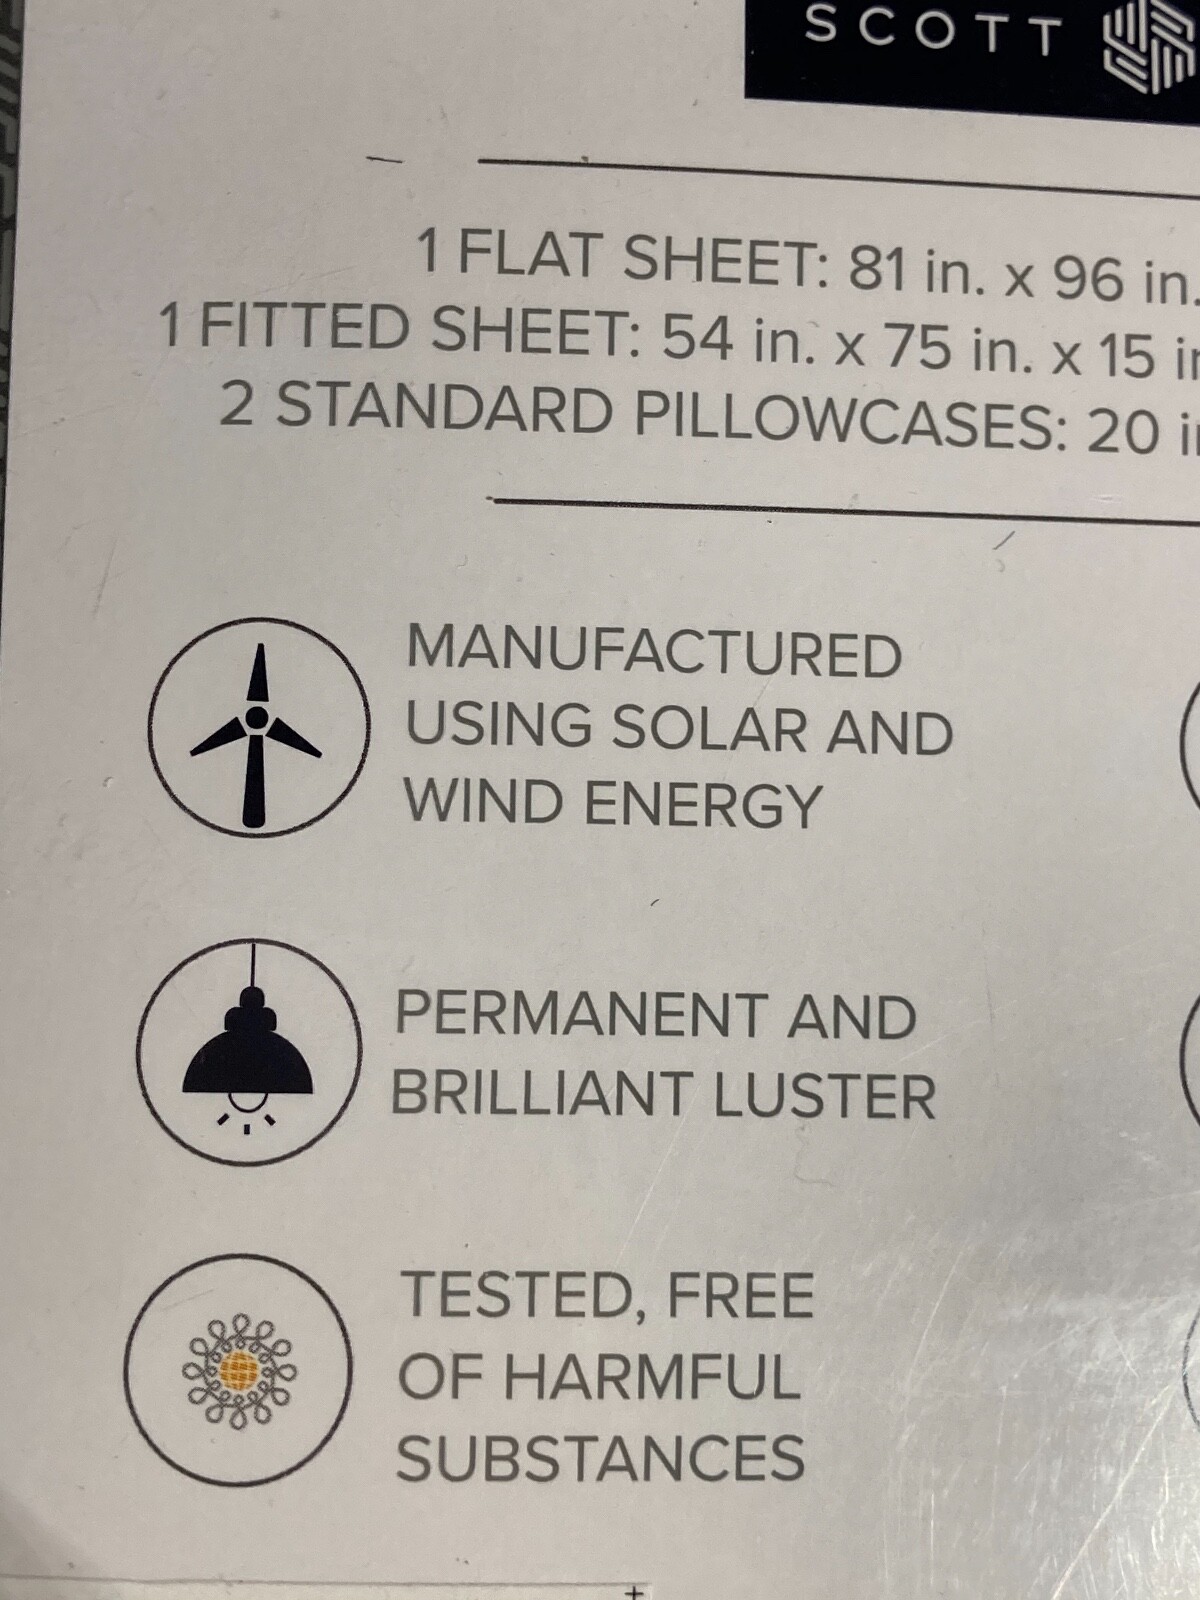 SCOTT
1 FLAT SHEET: 81 in. x 96 in.
1 FITTED SHEET: 54 in. x 75 in. x 15
2 STANDARD PILLOWCASES: 20
MANUFACTURED
USING SOLAR AND
WIND ENERGY
PERMANENT AND
BRILLIANT LUSTER
TESTED, FREE
OF HARMFUL
SUBSTANCES